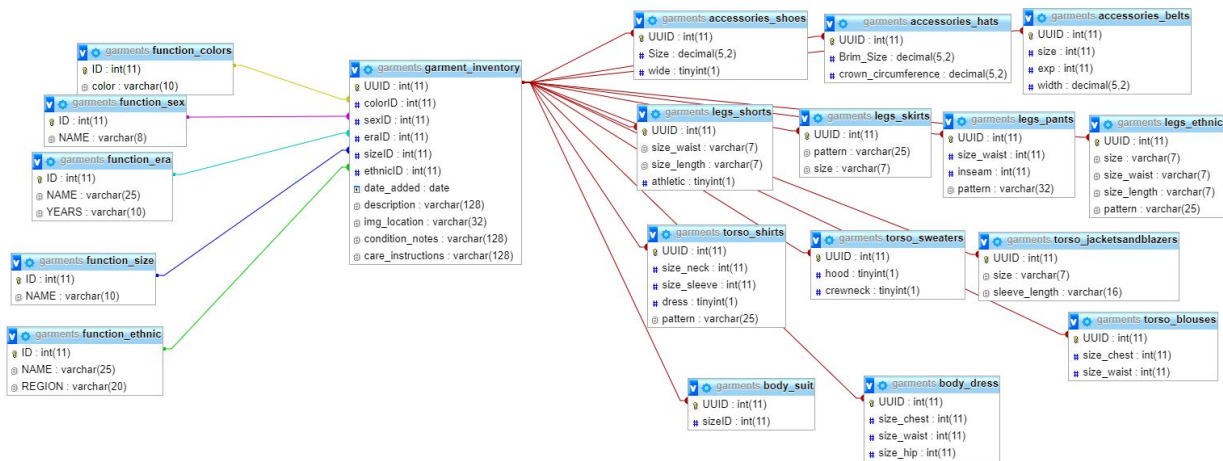 garments function_colors
ID : int(11)
color : varchar(10)
garments function_sex
ID : int(11)
NAME : varchar(8)
garments function_era
ID : int(11)
NAME : varchar(25)
YEARS : varchar(10)
garments function_size
ID : int(11)
NAME : varchar(10)
garments function_ethnic
ID : int(11)
NAME : varchar(25)
REGION : varchar(20)
garments garment_inventory
UUID : int(11)
colorID : int(11)
sexID : int(11)
eraID : int(11)
sizeID : int(11)
ethnicID : int(11)
date_added : date
description : varchar(128)
img_location : varchar(32)
condition_notes : varchar(128)
care_instructions : varchar(128)
garments accessories_shoes
UUID : int(11)
Size : decimal(5,2)
wide : tinyint(1)
garments accessories_hats
UUID : int(11)
Brim_Size : decimal(5,2)
crown_circumference : decimal(5,2)
garments accessories_belts
UUID : int(11)
size : int(11)
exp : int(11)
width : decimal(5,2)
garments legs_shorts
UUID : int(11)
size_waist : varchar(7)
size_length : varchar(7)
athletic : tinyint(1)
garments legs_skirts
UUID : int(11)
pattern : varchar(25)
size : varchar(7)
garments legs_pants
UUID : int(11)
size_waist : int(11)
inseam : int(11)
pattern : varchar(32)
garments legs_ethnic
UUID : int(11)
size : varchar(7)
size_waist : varchar(7)
size_length : varchar(7)
pattern : varchar(25)
garments torso_shirts
UUID : int(11)
size_neck : int(11)
size_sleeve : int(11)
dress : tinyint(1)
pattern : varchar(25)
garments torso_sweaters
UUID : int(11)
hood : tinyint(1)
crewneck : tinyint(1)
garments torso_jacketsandblazers
UUID : int(11)
size : varchar(7)
sleeve_length : varchar(16)
garments torso_blouses
UUID : int(11)
size_chest : int(11)
size_waist : int(11)
garments body_suit
UUID : int(11)
sizeID : int(11)
garments body_dress
UUID : int(11)
size_chest : int(11)
size_waist : int(11)
size_hip : int(11)